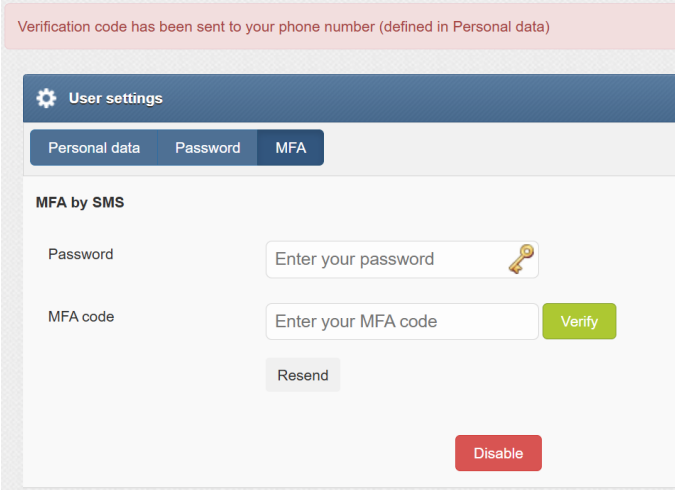 Verification code has been sent to your phone number (defined in Personal data)
User settings
Personal data Password MFA
MFA by SMS
Password Enter your password
MFA code Enter your MFA code Verify
Resend
Disable